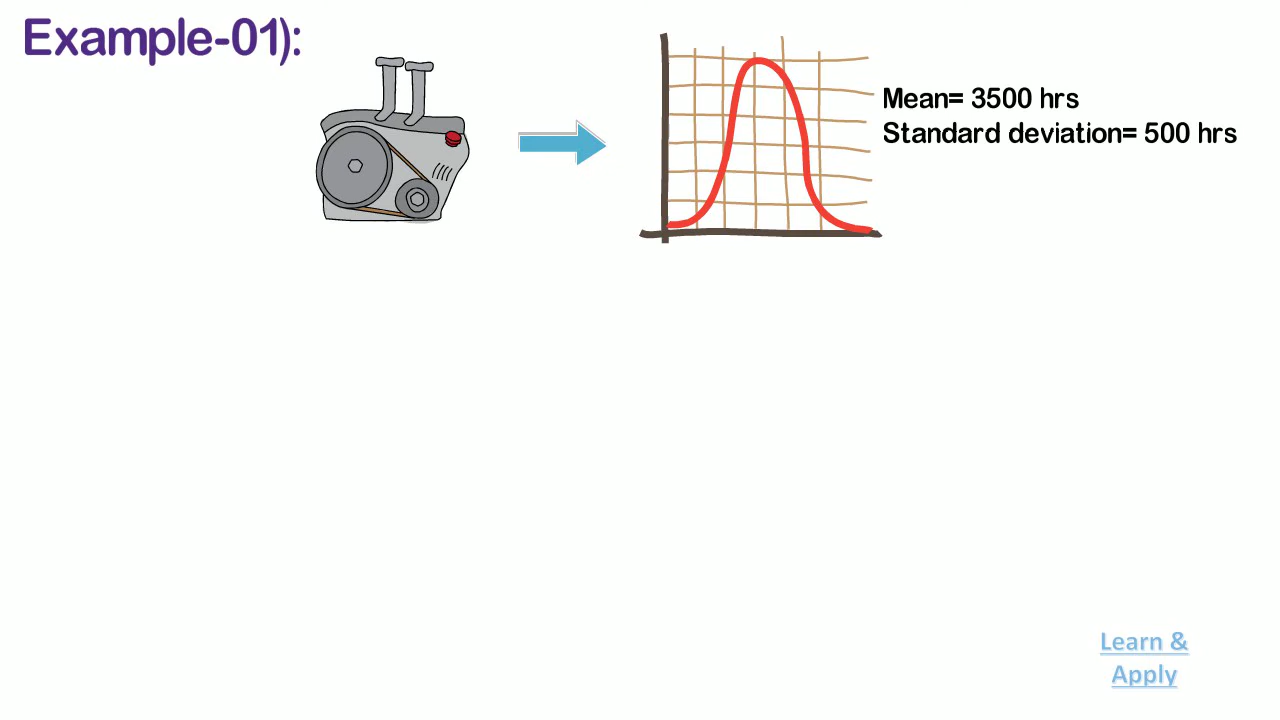 Example-01):
Mean= 3500 hrs
Standard deviation= 500 hrs
Learn &
Apply